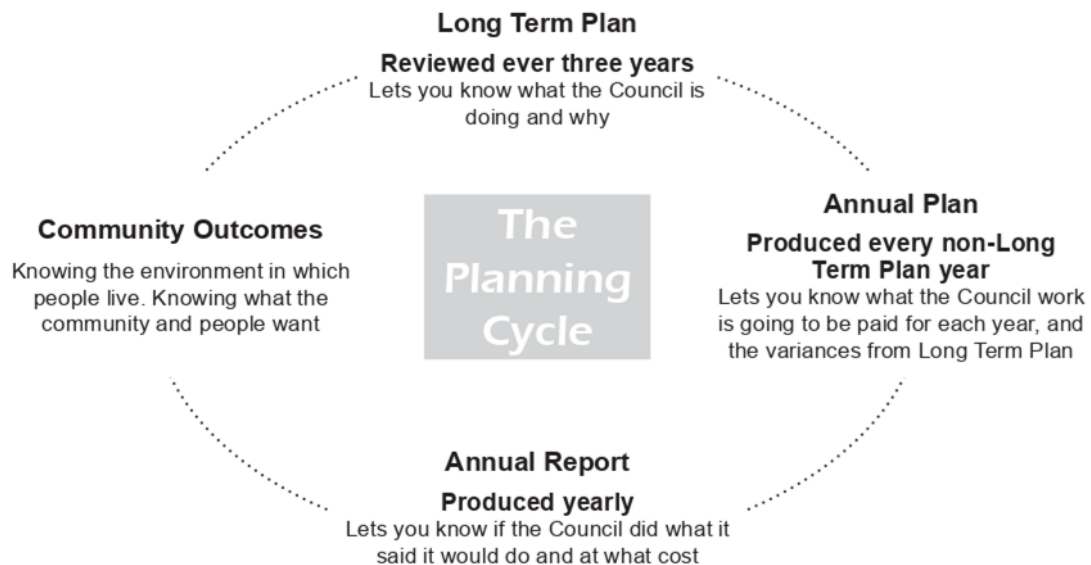 Long Term Plan
Reviewed ever three years
Lets you know what the Council is
doing and why
Community Outcomes
Knowing the environment in which
people live. Knowing what the
community and people want
The
Planning
Cycle
Annual Plan
Produced every non-Long
Term Plan year
Lets you know what the Council work
is going to be paid for each year, and
the variances from Long Term Plan
Annual Report
Produced yearly
Lets you know if the Council did what it
said it would do and at what cost